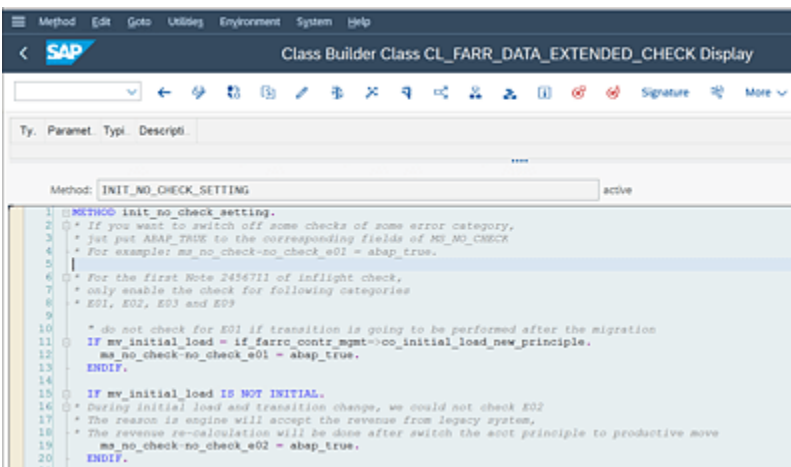 Method Edit Goto Utilities Environment System Help
SAP Class Builder Class CL_FARR_DATA_EXTENDED_CHECK Display
Signature More
Ty. Paramet. Typi. Descripti.
Method: INIT_NO_CHECK_SETTING active
1 METHOD init_no_check_setting.
2 * If you want to switch off some checks of some error category,
3 * jut put ABAP_TRUE to the corresponding fields of MS_NO_CHECK
4 * For example: ms_no_check-no_check_e01 = abap_true.
5
6 * For the first Note 2456711 of inflight check,
7 * only enable the check for following categories
8 * E01, E02, E03 and E09
9
10 " do not check for E01 if transition is going to be performed after the migration
11 IF mv_initial_load = if_farrc_contr_mgmt=>co_initial_load_new_principle.
12 ms_no_check-no_check_e01 = abap_true.
13 ENDIF.
14
15 IF mv_initial_load IS NOT INITIAL.
16 * During initial load and transition change, we could not check E02
17 * The reason is engine will accept the revenue from legacy system,
18 * The revenue re-calculation will be done after switch the acct principle to productive move
19 ms_no_check-no_check_e02 = abap_true.
20 ENDIF.